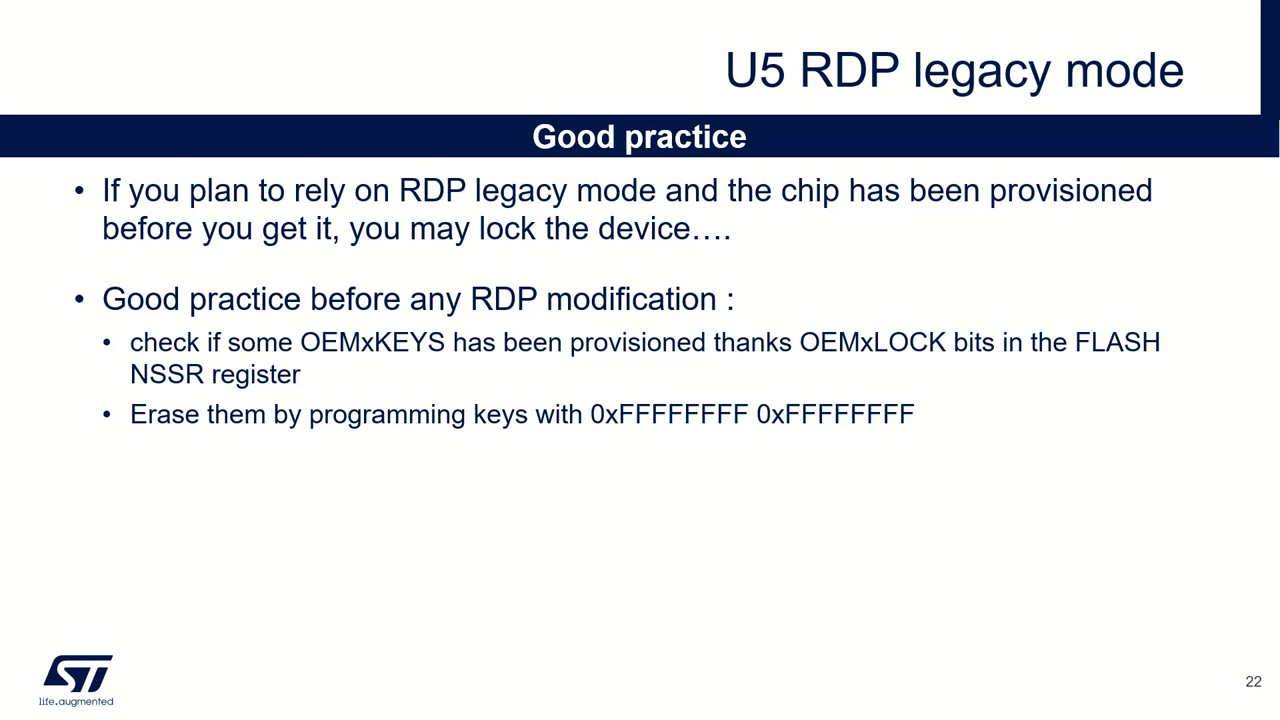 U5 RDP legacy mode
Good practice
• If you plan to rely on RDP legacy mode and the chip has been provisioned
before you get it, you may lock the device….
• Good practice before any RDP modification :
• check if some OEMxKEYS has been provisioned thanks OEMxLOCK bits in the FLASH
NSSR register
• Erase them by programming keys with 0xFFFFFFFF 0xFFFFFFFF
ST
life.augmented
22